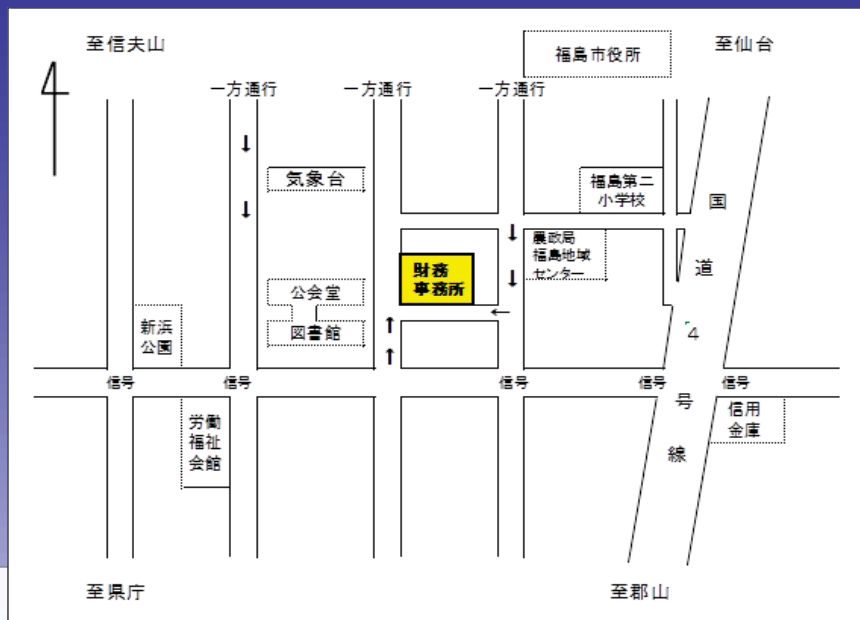 至信夫山
福島市役所
至仙台
一方通行
一方通行
一方通行
↓
気象台
福島第二
小学校
↓
国
↓
農政局
福島地域
センター
道
財務
事務所
↓
公会堂
←
新浜
公園
図書館
↑
4
↑
信号
信号
信号
信号
信号
号
労働
福祉
会館
信用
金庫
線
至県庁
至郡山